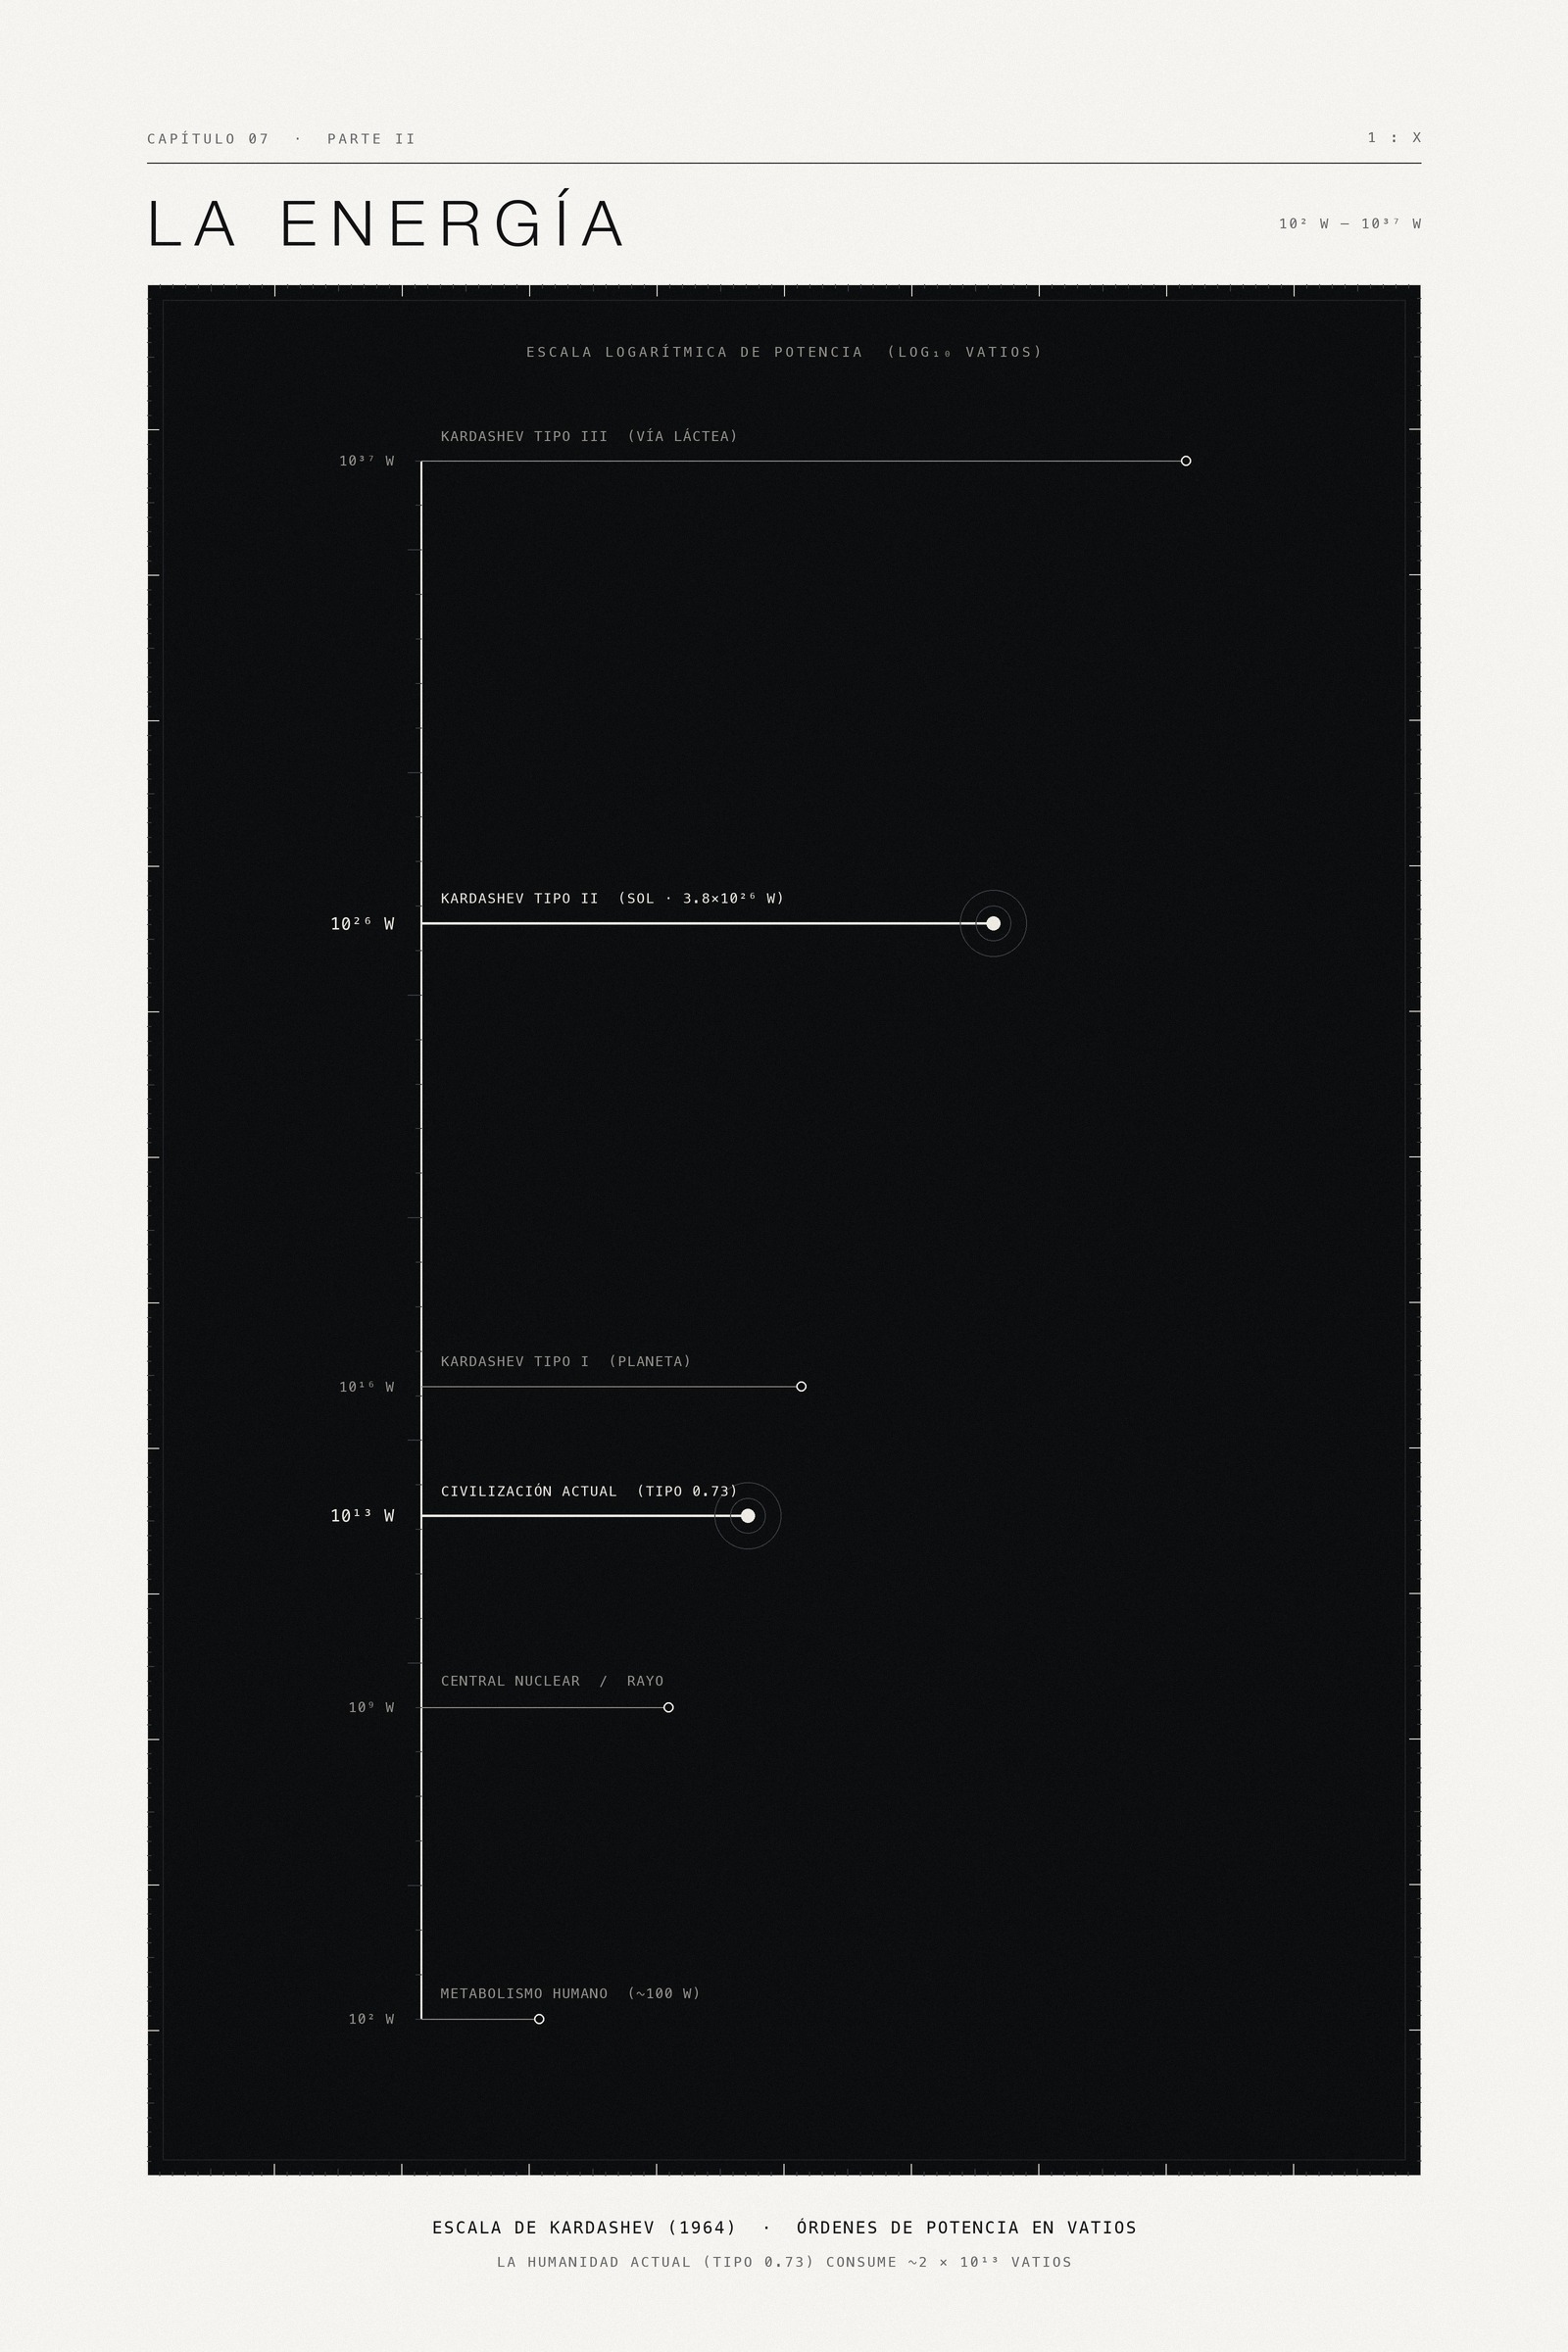 CAPÍTULO 07 · PARTE II
1 : X
LA ENERGÍA
10² W — 10³⁷ W
ESCALA LOGARÍTMICA DE POTENCIA (LOG₁₀ VATIOS)
KARDASHEV TIPO III (VÍA LÁCTEA)
10³⁷ W
KARDASHEV TIPO II (SOL · 3.8×10²⁶ W)
10²⁶ W
KARDASHEV TIPO I (PLANETA)
10¹⁶ W
CIVILIZACIÓN ACTUAL (TIPO 0.73)
10¹³ W
CENTRAL NUCLEAR / RAYO
10⁹ W
METABOLISMO HUMANO (~100 W)
10² W
ESCALA DE KARDASHEV (1964) · ÓRDENES DE POTENCIA EN VATIOS
LA HUMANIDAD ACTUAL (TIPO 0.73) CONSUME ~2 × 10¹³ VATIOS